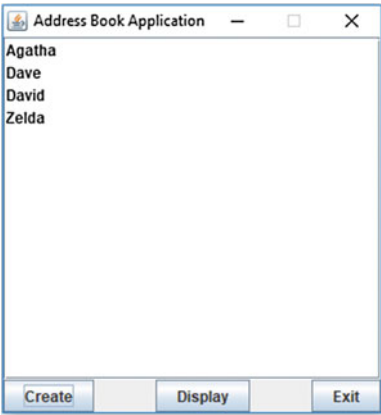 Address Book Application
Agatha
Dave
David
Zelda
Create Display Exit